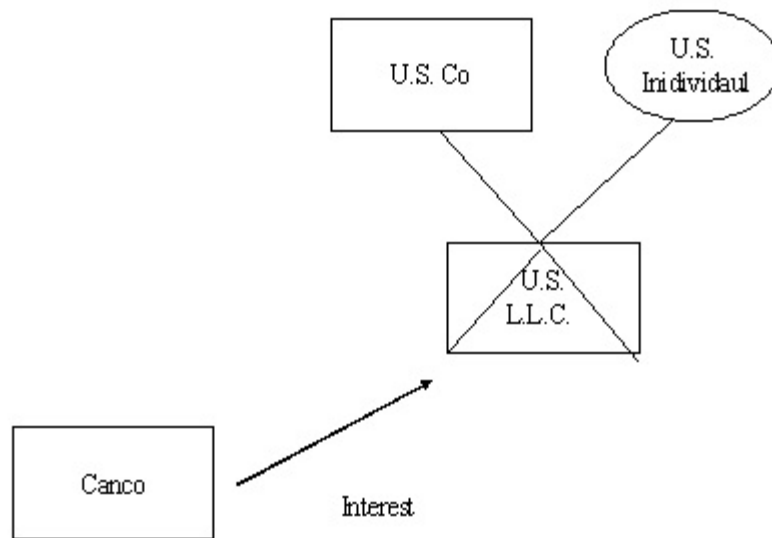 U.S. Co
U.S.
Inidividaul
U.S.
L.L.C.
Canco
Interest